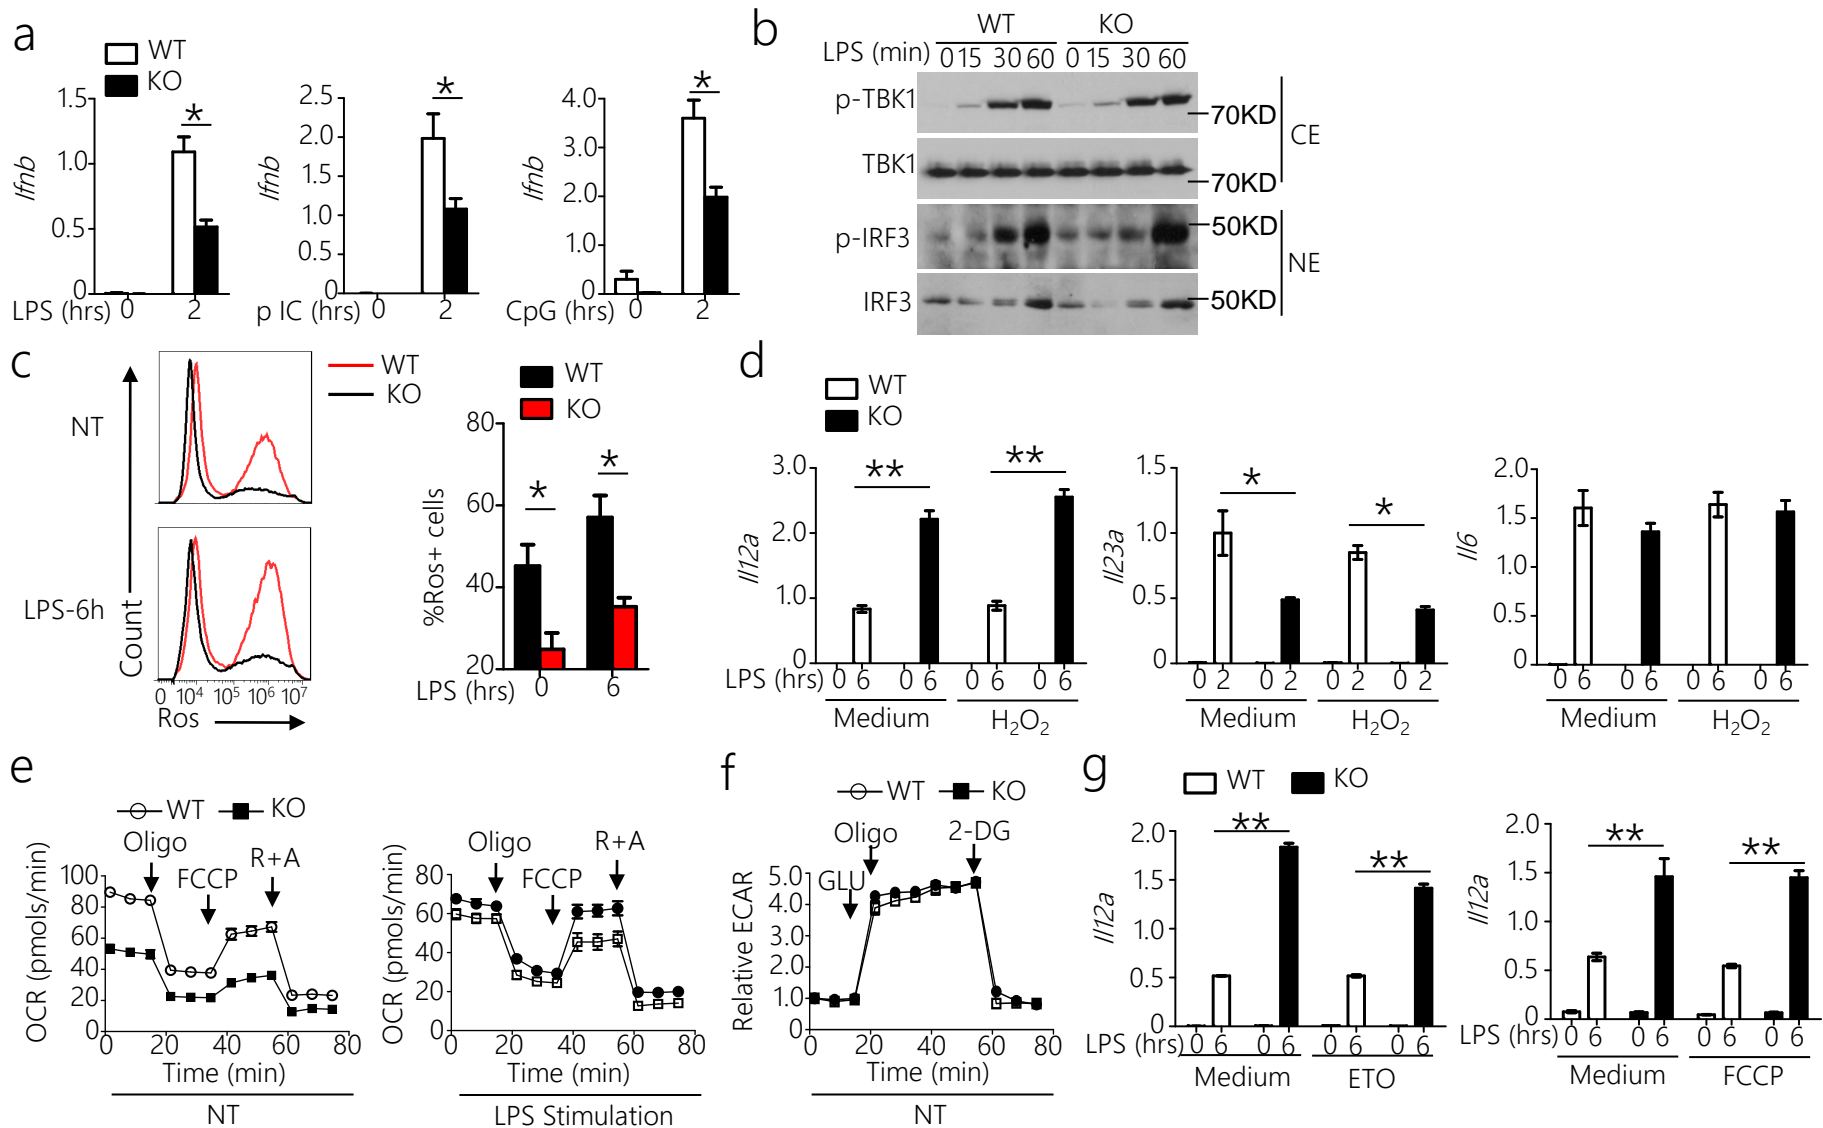 a
WT
KO
1.5
1.0
0.5
0
Ifnb
*
LPS (hrs) 0 2
2.5
2.0
1.5
1.0
0.5
0
Ifnb
*
p IC (hrs) 0 2
4.0
3.0
2.0
1.0
0
Ifnb
*
CpG (hrs) 0 2
b
WT KO
LPS (min) 0 15 30 60 0 15 30 60
p-TBK1
70KD
TBK1
70KD
CE
p-IRF3
50KD
IRF3
50KD
NE
c
WT
KO
NT
LPS-6h
Count
0 10⁴ 10⁵ 10⁶ 10⁷
Ros
WT
KO
80
60
40
20
%Ros+ cells
* *
LPS (hrs) 0 6
d
WT
KO
3.0
2.0
1.0
0
Il12a
** **
LPS (hrs) 0 6 0 6 0 6 0 6
Medium H₂O₂
1.5
1.0
0.5
0
Il23a
* *
0 2 0 2 0 2 0 2
Medium H₂O₂
2.0
1.5
1.0
0.5
0
Il6
0 6 0 6 0 6 0 6
Medium H₂O₂
e
WT KO
Oligo
FCCP
R+A
100
80
60
40
20
0
OCR (pmols/min)
0 20 40 60 80
Time (min)
NT
Oligo
FCCP
R+A
80
60
40
20
0
OCR (pmols/min)
0 20 40 60 80
Time (min)
LPS Stimulation
f
WT KO
Oligo
2-DG
GLU
5.0
4.0
3.0
2.0
1.0
0
Relative ECAR
0 20 40 60 80
Time (min)
NT
g
WT KO
2.0
1.5
1.0
0.5
0
Il12a
** **
LPS (hrs) 0 6 0 6 0 6 0 6
Medium ETO
2.0
1.5
1.0
0.5
0
Il12a
** **
LPS (hrs) 0 6 0 6 0 6 0 6
Medium FCCP